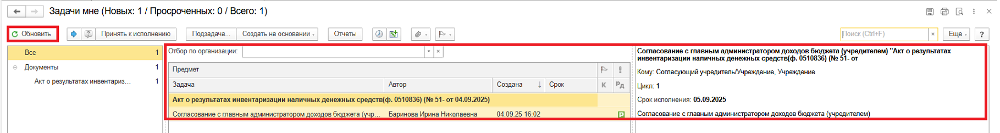 Задачи мне (Новых: 1 / Просроченных: 0 / Всего: 1)
Обновить Принять к исполнению Подзадача... Создать на основании Отчеты Поиск (Ctrl+F) × Еще ?
Все 1
Документы 1
Акт о результатах инвентариз... 1
Отбор по организации: ×
Предмет !
Задача Автор Создана ↓ Срок К Рд
Акт о результатах инвентаризации наличных денежных средств(ф. 0510836) (№ 51- от 04.09.2025)
Согласование с главным администратором доходов бюджета (учр... Баринова Ирина Николаевна 04.09.25 16:02 Р
Согласование с главным администратором доходов бюджета (учредителем) "Акт о результатах
инвентаризации наличных денежных средств(ф. 0510836) (№ 51- от
Кому: Согласующий учредитель/Учреждение, Учреждение
Цикл: 1
Срок исполнения: 05.09.2025
Согласование с главным администратором доходов бюджета (учредителем)